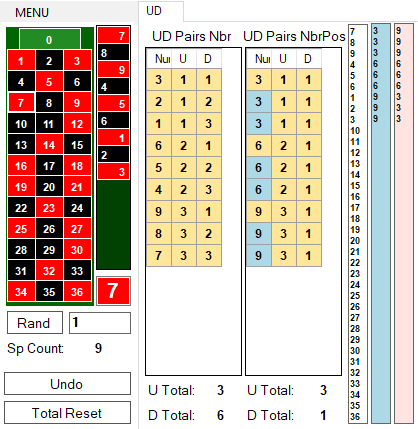 MENU
0
1 2 3
4 5 6
7 8 9
10 11 12
13 14 15
16 17 18
19 20 21
22 23 24
25 26 27
28 29 30
31 32 33
34 35 36
7
8
9
4
5
6
1
2
3
7
Rand 1
Sp Count: 9
Undo
Total Reset
UD
UD Pairs Nbr
Nur U D
3 1 1
2 1 2
1 1 3
6 2 1
5 2 2
4 2 3
9 3 1
8 3 2
7 3 3
U Total: 3
D Total: 6
UD Pairs NbrPos
Nur U D
3 1 1
3 1 1
3 1 1
6 2 1
6 2 1
6 2 1
9 3 1
9 3 1
9 3 1
U Total: 3
D Total: 1
7 3 9
8 3 9
9 3 9
4 6 6
5 6 6
6 6 6
1 9 3
2 9 3
3 9 3
10
11
12
13
14
15
16
17
18
19
20
21
22
23
24
25
26
27
28
29
30
31
32
33
34
35
36